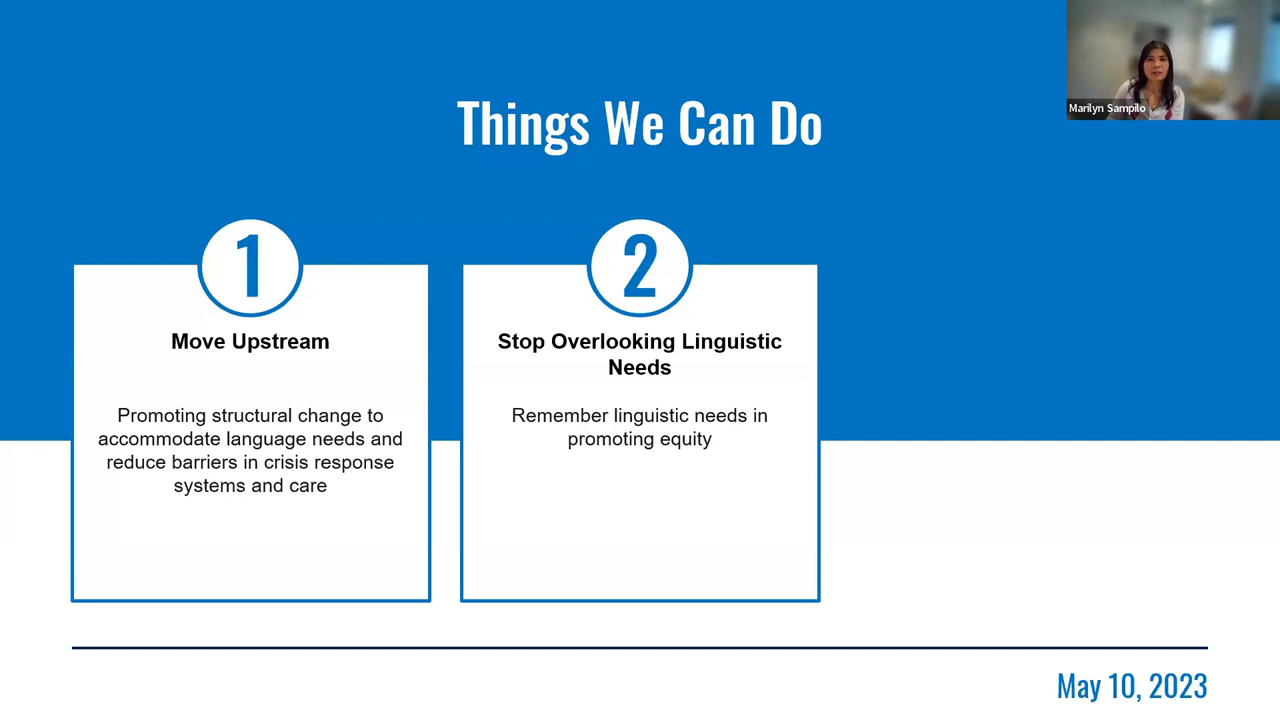 Marilyn Sampilo
Things We Can Do
1
Move Upstream
Promoting structural change to
accommodate language needs and
reduce barriers in crisis response
systems and care
2
Stop Overlooking Linguistic
Needs
Remember linguistic needs in
promoting equity
May 10, 2023